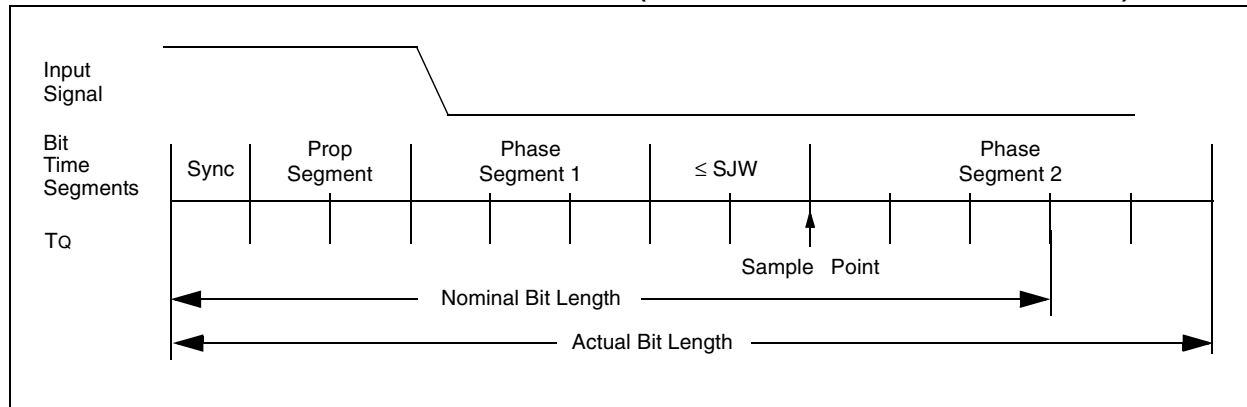 Input
Signal
Bit
Time
Segments
Sync
Prop
Segment
Phase
Segment 1
≤ SJW
Phase
Segment 2
TQ
Sample Point
Nominal Bit Length
Actual Bit Length